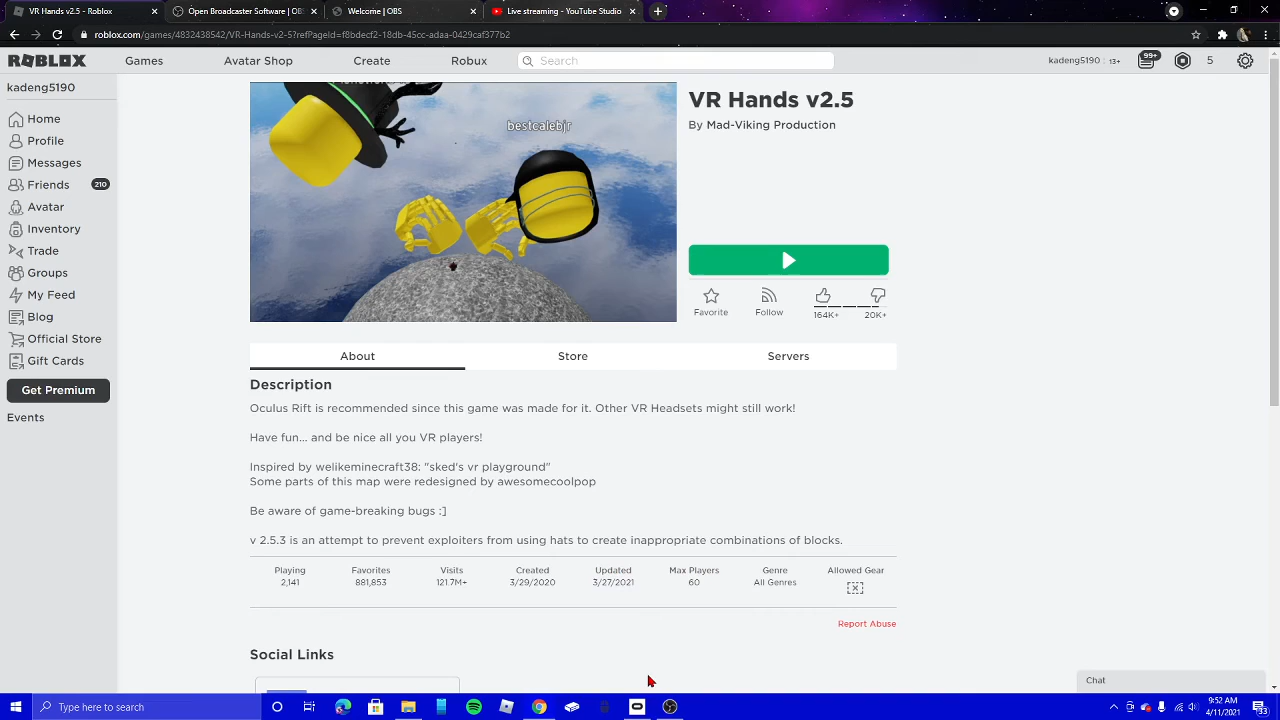 VR Hands v2.5 - Roblox
Open Broadcaster Software | OBS
Welcome | OBS
Live streaming - YouTube Studio
roblox.com/games/4832438542/VR-Hands-v2-5?refPageId=f8bdecf2-18db-45cc-adaa-0429caf377b2
ROBLOX
Games
Avatar Shop
Create
Robux
Search
kadeng5190
13+
99+
5
kadeng5190
Home
Profile
Messages
Friends
210
Avatar
Inventory
Trade
Groups
My Feed
Blog
Official Store
Gift Cards
Get Premium
Events
bestcalebjr
VR Hands v2.5
By Mad-Viking Production
Favorite
Follow
164K+
20K+
About
Store
Servers
Description
Oculus Rift is recommended since this game was made for it. Other VR Headsets might still work!
Have fun... and be nice all you VR players!
Inspired by welikeminecraft38: "sked's vr playground"
Some parts of this map were redesigned by awesomecoolpop
Be aware of game-breaking bugs :]
v 2.5.3 is an attempt to prevent exploiters from using hats to create inappropriate combinations of blocks.
Playing
2,141
Favorites
881,853
Visits
121.7M+
Created
3/29/2020
Updated
3/27/2021
Max Players
60
Genre
All Genres
Allowed Gear
Report Abuse
Social Links
Chat
Type here to search
9:52 AM
4/11/2021